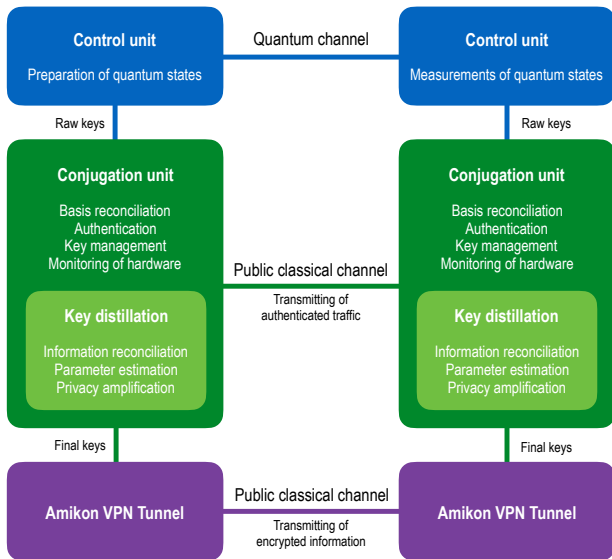 Control unit
Preparation of quantum states
Quantum channel
Control unit
Measurements of quantum states
Raw keys
Raw keys
Conjugation unit
Basis reconciliation
Authentication
Key management
Monitoring of hardware
Key distillation
Information reconciliation
Parameter estimation
Privacy amplification
Public classical channel
Transmitting of
authenticated traffic
Conjugation unit
Basis reconciliation
Authentication
Key management
Monitoring of hardware
Key distillation
Information reconciliation
Parameter estimation
Privacy amplification
Final keys
Final keys
Amikon VPN Tunnel
Public classical channel
Transmitting of
encrypted information
Amikon VPN Tunnel